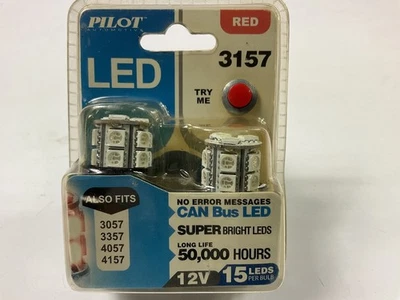 PILOT
AUTOMOTIVE
RED
LED
3157
TRY
ME
ALSO FITS
3057
3357
4057
4157
NO ERROR MESSAGES
CAN Bus LED
SUPER BRIGHT LEDS
LONG LIFE
50,000 HOURS
12V
15 LEDS
PER BULB